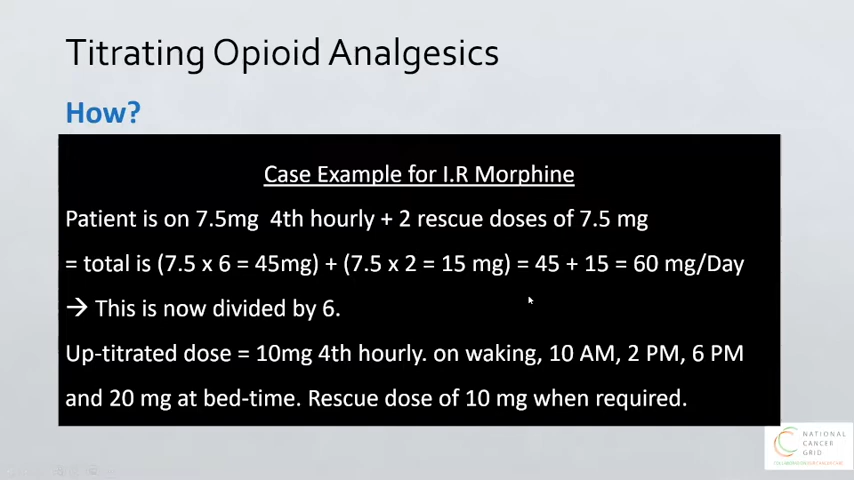 Titrating Opioid Analgesics
How?
Case Example for I.R Morphine
Patient is on 7.5mg 4th hourly + 2 rescue doses of 7.5 mg
= total is (7.5 x 6 = 45mg) + (7.5 x 2 = 15 mg) = 45 + 15 = 60 mg/Day
→ This is now divided by 6.
Up-titrated dose = 10mg 4th hourly. on waking, 10 AM, 2 PM, 6 PM
and 20 mg at bed-time. Rescue dose of 10 mg when required.
NATIONAL
CANCER
GRID